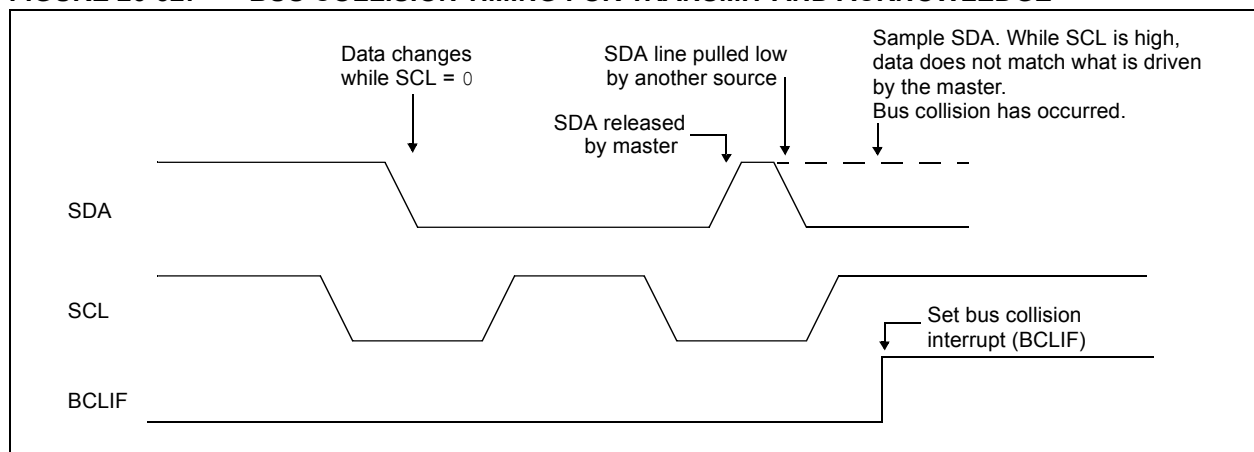 Data changes
while SCL = 0
SDA line pulled low
by another source
SDA released
by master
Sample SDA. While SCL is high,
data does not match what is driven
by the master.
Bus collision has occurred.
SDA
SCL
Set bus collision
interrupt (BCLIF)
BCLIF